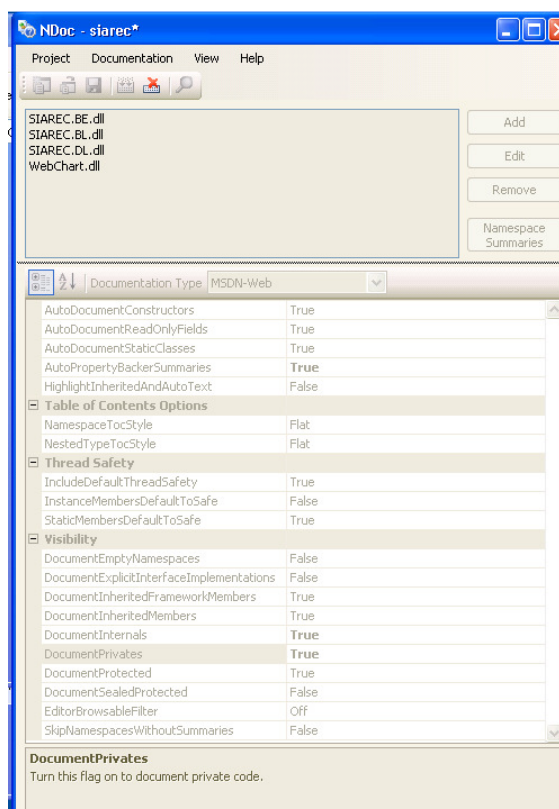 NDoc - siarec*
Project Documentation View Help
SIAREC.BE.dll
SIAREC.BL.dll
SIAREC.DL.dll
WebChart.dll
Add
Edit
Remove
Namespace
Summaries
Documentation Type MSDN-Web
AutoDocumentConstructors True
AutoDocumentReadOnlyFields True
AutoDocumentStaticClasses True
AutoPropertyBackerSummaries True
HighlightInheritedAndAutoText False
Table of Contents Options
NamespaceTocStyle Flat
NestedTypeTocStyle Flat
Thread Safety
IncludeDefaultThreadSafety True
InstanceMembersDefaultToSafe False
StaticMembersDefaultToSafe True
Visibility
DocumentEmptyNamespaces False
DocumentExplicitInterfaceImplementations False
DocumentInheritedFrameworkMembers True
DocumentInheritedMembers True
DocumentInternals True
DocumentPrivates True
DocumentProtected True
DocumentSealedProtected False
EditorBrowsableFilter Off
SkipNamespacesWithoutSummaries False
DocumentPrivates
Turn this flag on to document private code.